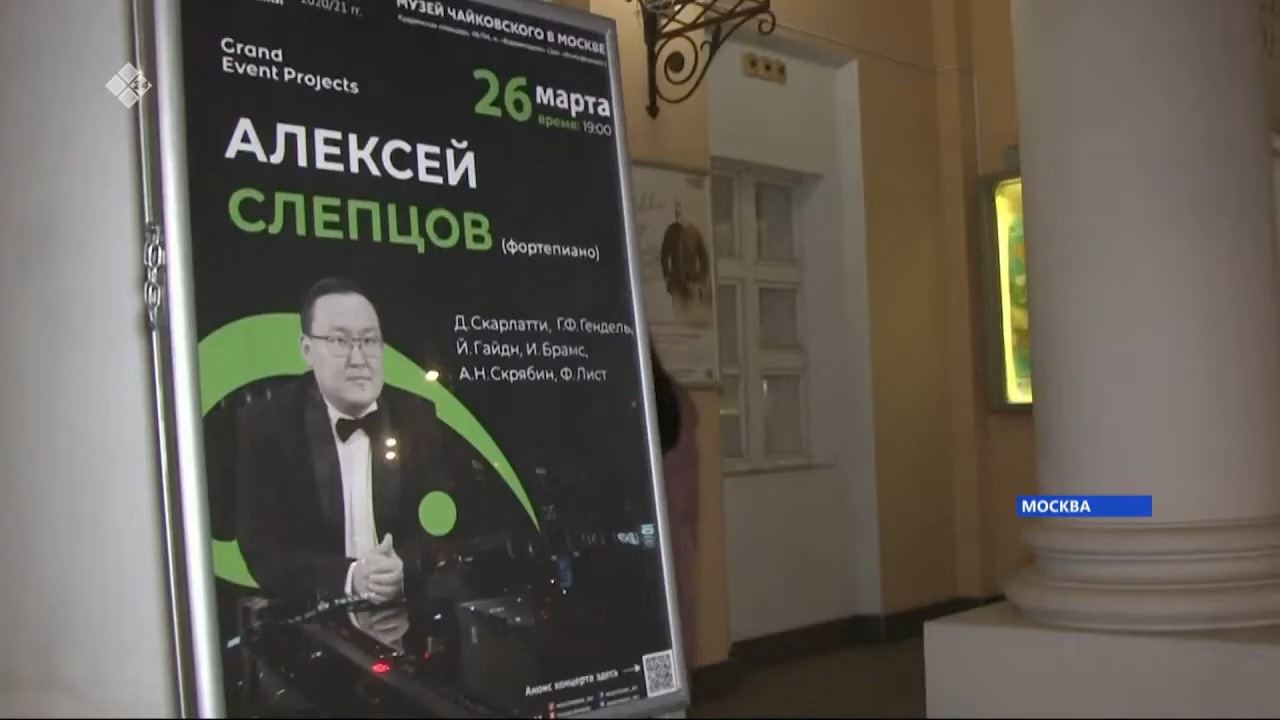 2020/21 гг.
МУЗЕЙ ЧАЙКОВСКОГО В МОСКВЕ
Grand
Event Projects
26 марта
время: 19:00
АЛЕКСЕЙ
СЛЕПЦОВ (фортепиано)
Д.Скарлатти, Г.Ф.Гендель,
Й.Гайдн, И.Брамс,
А.Н.Скрябин, Ф.Лист
МОСКВА
Анонс концерта здесь